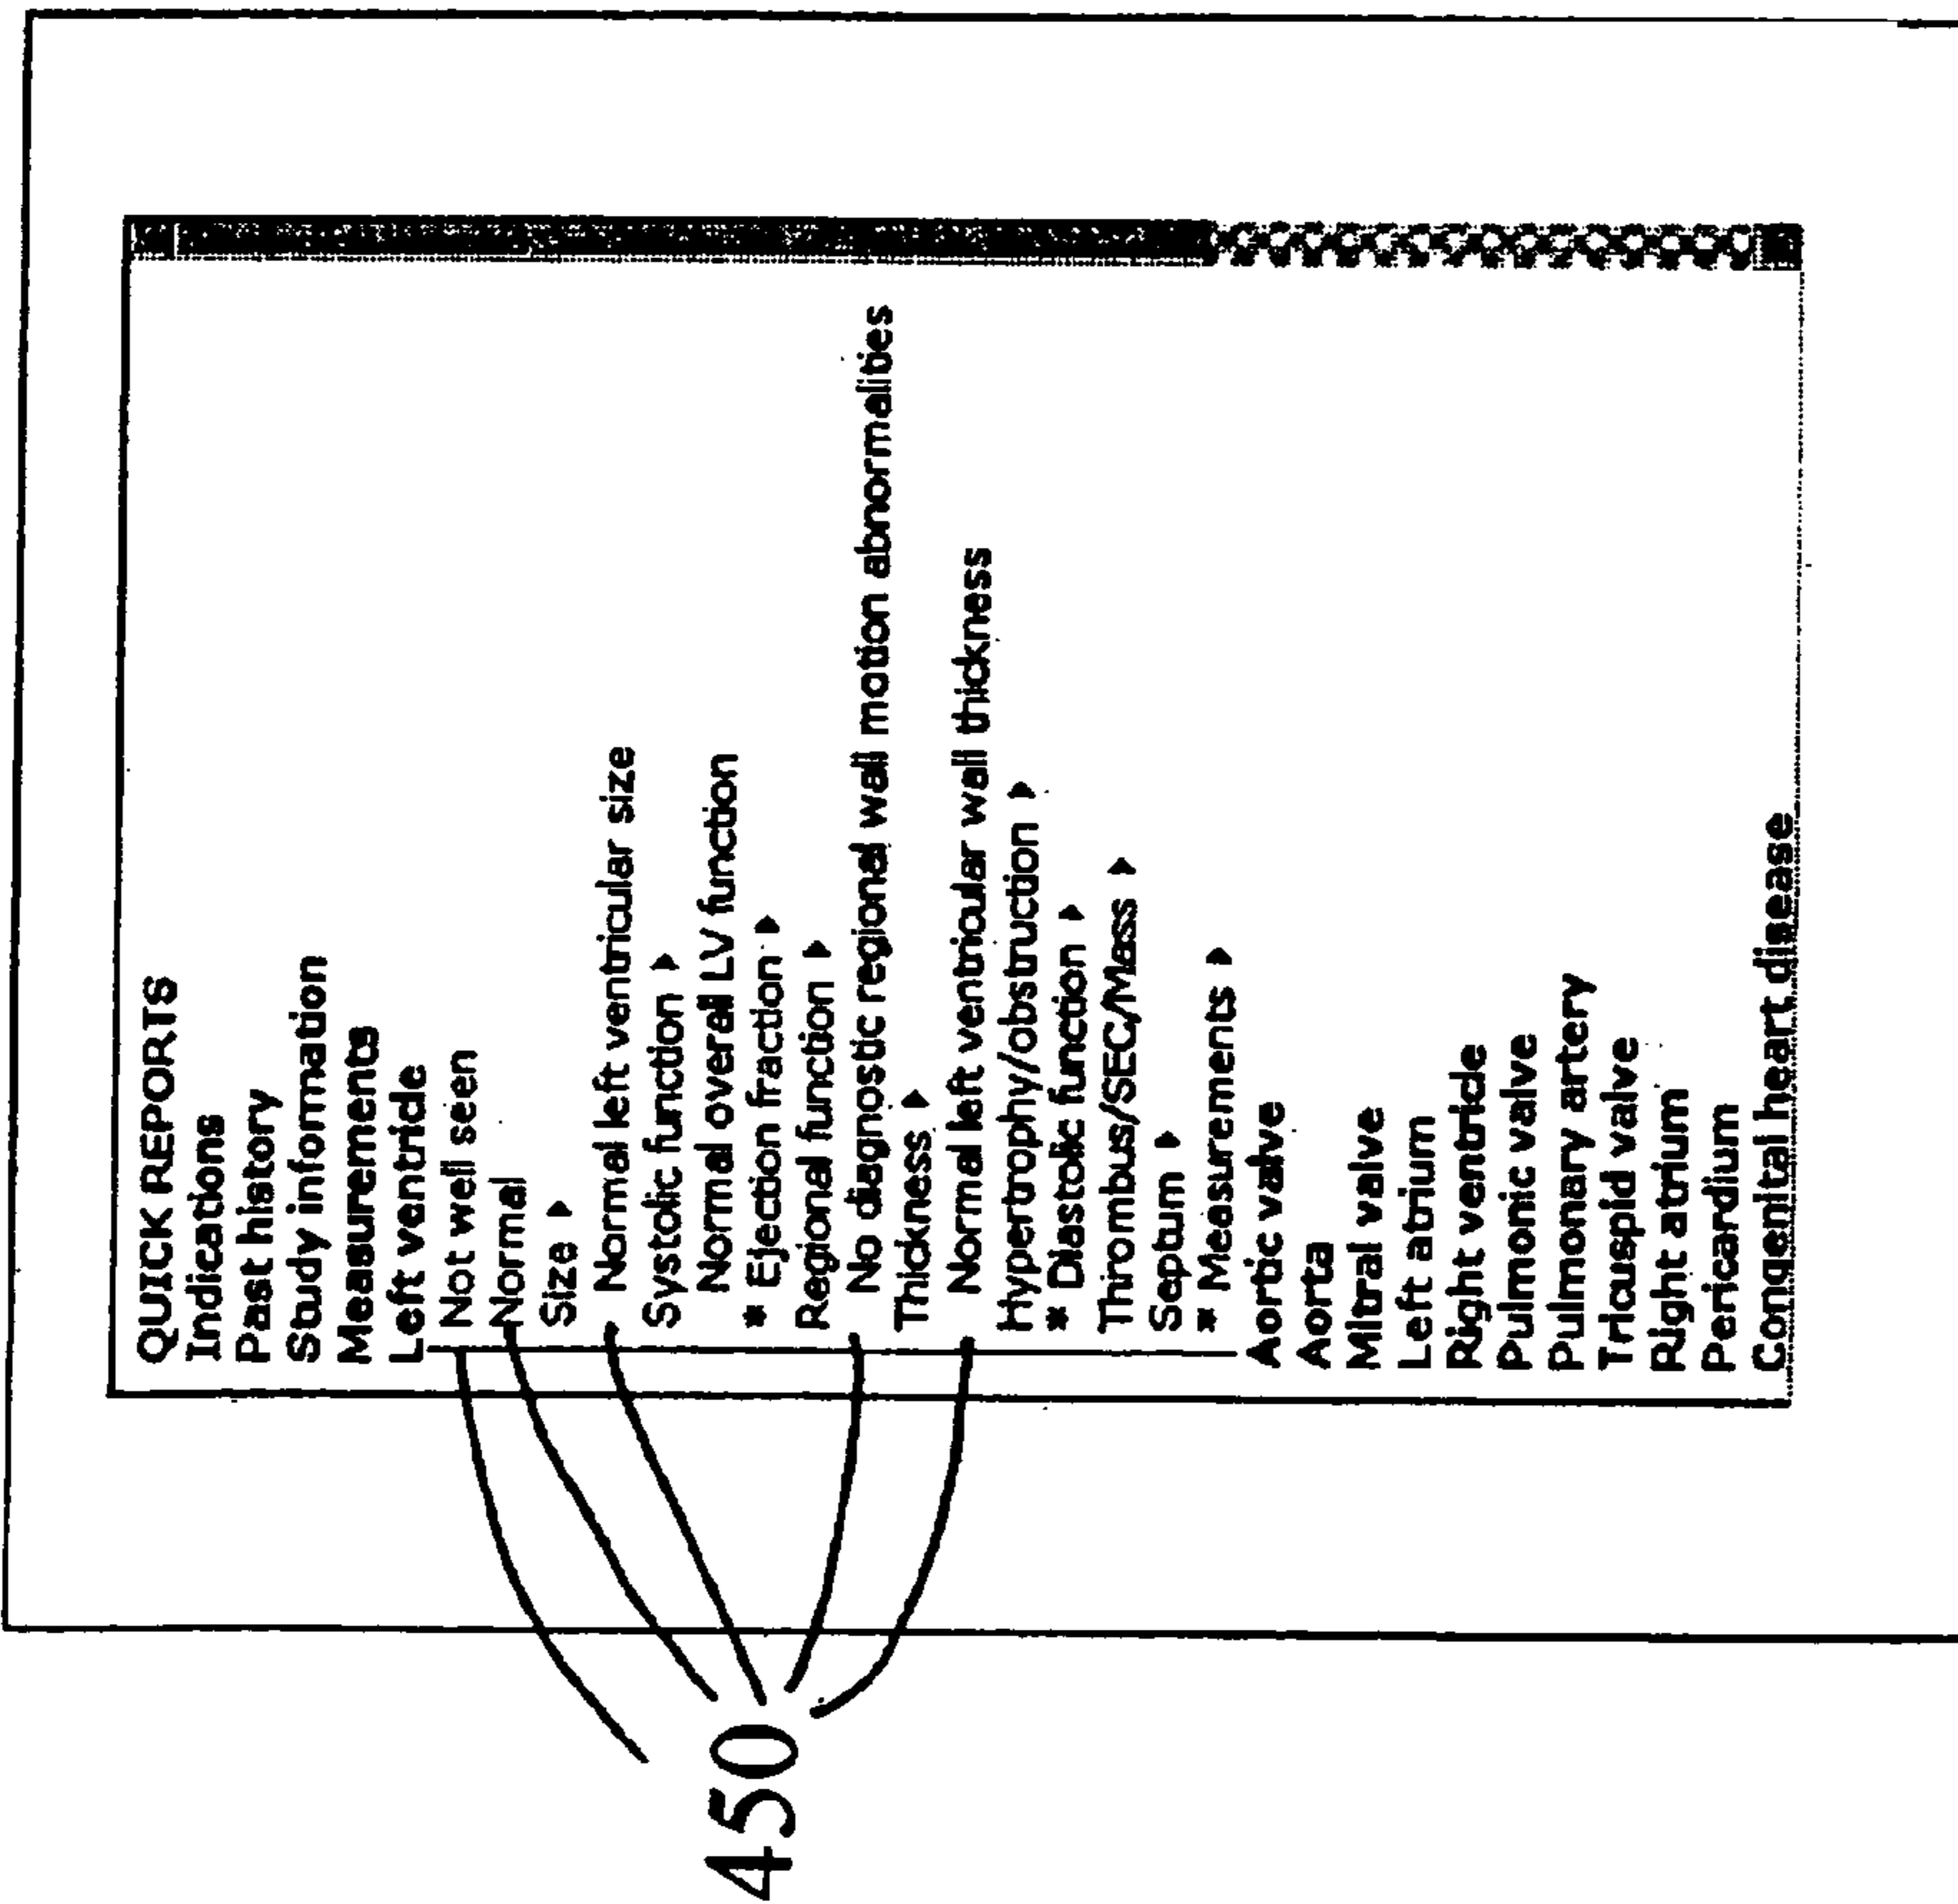 QUICK REPORTS
Indications
Past history
Study information
Measurements
Left ventricle
Not well seen
Normal
Size ▶
Normal left ventricular size
Systolic function ▶
Normal overall LV function
* Ejection fraction ▶
Regional function ▶
No diagnostic regional wall motion abnormalities
Thickness ▶
Normal left ventricular wall thickness
Hypertrophy/obstruction ▶
* Diastolic function ▶
Thrombus/SEC/Mass ▶
Septum ▶
* Measurements ▶
Aortic valve
Aorta
Mitral valve
Left atrium
Right ventricle
Pulmonic valve
Pulmonary artery
Tricuspid valve
Right atrium
Pericardium
Congenital heart disease
450